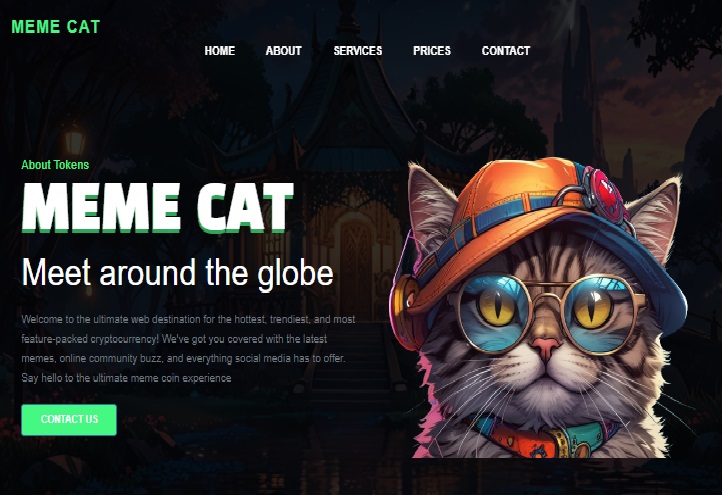 MEME CAT
HOME ABOUT SERVICES PRICES CONTACT
About Tokens
MEME CAT
Meet around the globe
Welcome to the ultimate web destination for the hottest, trendiest, and most
feature-packed cryptocurrency! We've got you covered with the latest
memes, online community buzz, and everything social media has to offer.
Say hello to the ultimate meme coin experience
CONTACT US